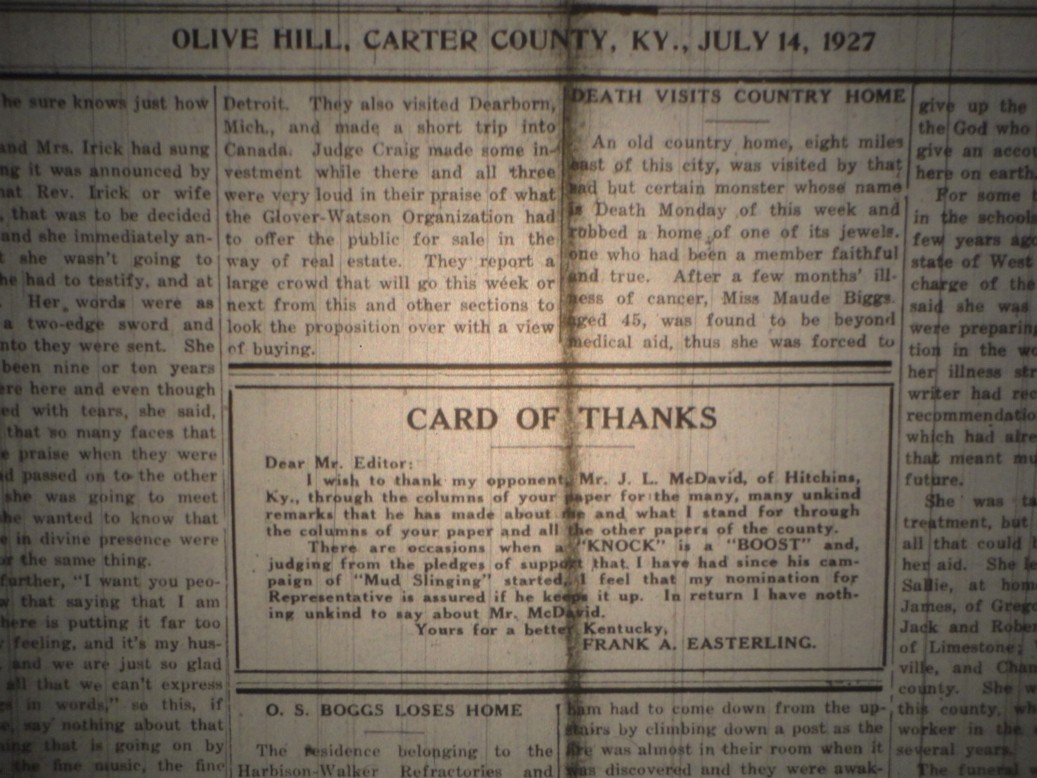 OLIVE HILL, CARTER COUNTY, KY., JULY 14, 1927
he sure knows just how
and Mrs. Irick had sung
ng it was announced by
hat Rev. Irick or wife
, that was to be decided
and she immediately an-
t she wasn't going to
he had to testify, and at
. Her words were as
a two-edge sword and
nto they were sent. She
been nine or ten years
ere here and even though
ed with tears, she said,
that so many faces that
e praise when they were
d passed on to the other
she was going to meet
he wanted to know that
e in divine presence were
or the same thing.
further, "I want you peo-
w that saying that I am
here is putting it far too
feeling, and it's my hus-
, and we are just so glad
all that we can't express
in words," so this, if
say nothing about that
ing that is going on by
the fine music, the fine
Detroit. They also visited Dearborn,
Mich., and made a short trip into
Canada. Judge Craig made some in-
vestment while there and all three
were very loud in their praise of what
the Glover-Watson Organization had
to offer the public for sale in the
way of real estate. They report a
large crowd that will go this week or
next from this and other sections to
look the proposition over with a view
of buying.
DEATH VISITS COUNTRY HOME
An old country home, eight miles
east of this city, was visited by that
sad but certain monster whose name
is Death Monday of this week and
robbed a home of one of its jewels.
one who had been a member faithful
and true. After a few months' ill-
ness of cancer, Miss Maude Biggs.
aged 45, was found to be beyond
medical aid, thus she was forced to
CARD OF THANKS
Dear Mr. Editor:
I wish to thank my opponent, Mr. J. L. McDavid, of Hitchins,
Ky., through the columns of your paper for the many, many unkind
remarks that he has made about me and what I stand for through
the columns of your paper and all the other papers of the county.
There are occasions when a "KNOCK" is a "BOOST" and,
judging from the pledges of support that I have had since his cam-
paign of "Mud Slinging" started, I feel that my nomination for
Representative is assured if he keeps it up. In return I have noth-
ing unkind to say about Mr. McDavid.
Yours for a better Kentucky,
FRANK A. EASTERLING.
O. S. BOGGS LOSES HOME
The residence belonging to the
Harbison-Walker Refractories and
ham had to come down from the up-
stairs by climbing down a post as the
fire was almost in their room when it
was discovered and they were awak-
give up the
the God who
give an accou
here on earth.
For some t
in the schools
few years ago
state of West
charge of the
said she was
were preparing
tion in the wo
her illness str
writer had rec
recommendatio
which had alre
that meant mu
future.
She was ta
treatment, but
all that could b
her aid. She le
Sallie, at hom
James, of Grego
Jack and Rober
of Limestone;
ville, and Chan
county. She w
this county, wh
worker in the
several years.
The funeral w